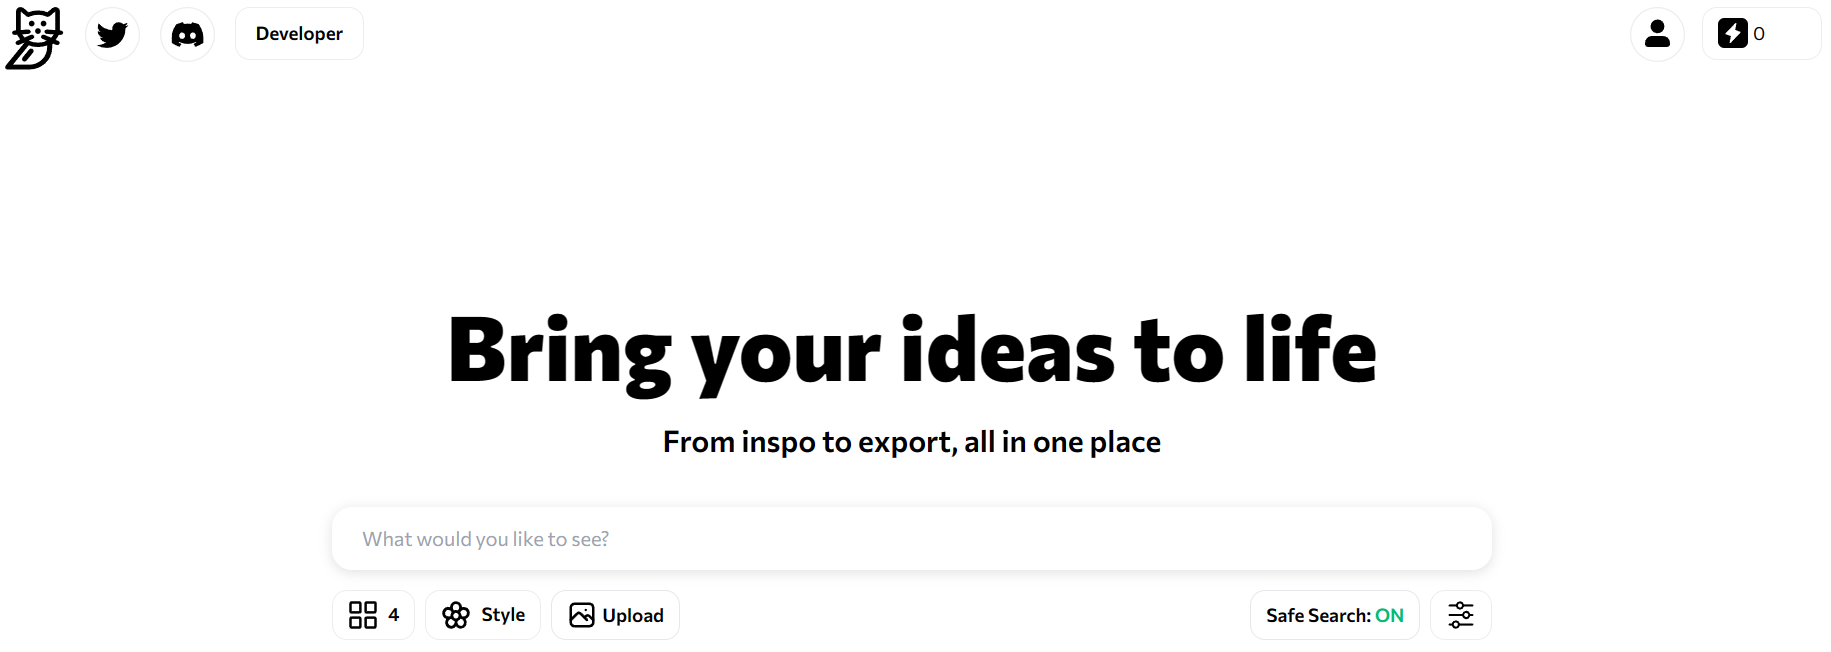 Developer
0
Bring your ideas to life
From inspo to export, all in one place
What would you like to see?
4
Style
Upload
Safe Search: ON